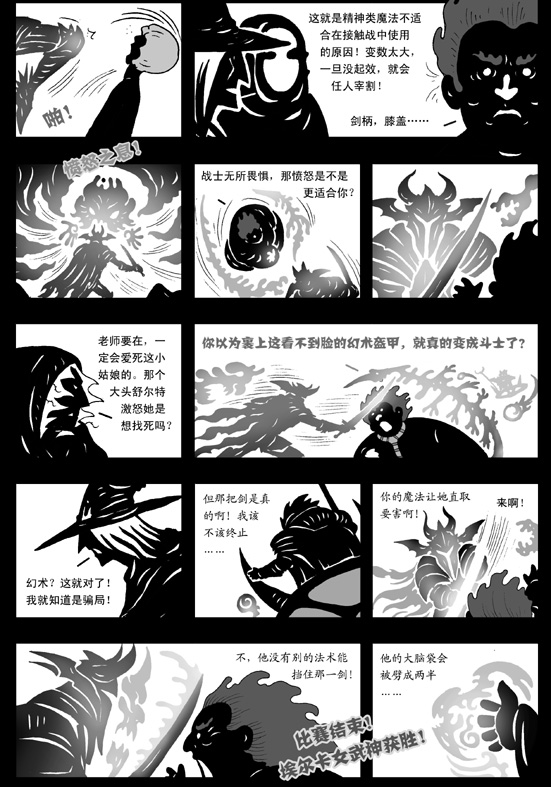 啪！
这就是精神类魔法不适
合在接触战中使用
的原因！变数太大，
一旦没起效，就会
任人宰割！
剑柄，膝盖……
愤怒之息！
战士无所畏惧，那愤怒是不是
更适合你？
老师要在，一
定会爱死这小
姑娘的。那个
大头舒尔特
激怒她是
想找死吗？
你以为裹上这看不到脸的幻术盔甲，就真的变成斗士了？
幻术？这就对了！
我就知道是骗局！
但那把剑是真
的啊！我该
不该终止
……
你的魔法让她直取
要害啊！
来啊！
不，他没有别的法术能
挡住那一剑！
比赛结束！
埃尔卡女武神获胜！
他的大脑袋会
被劈成两半
……